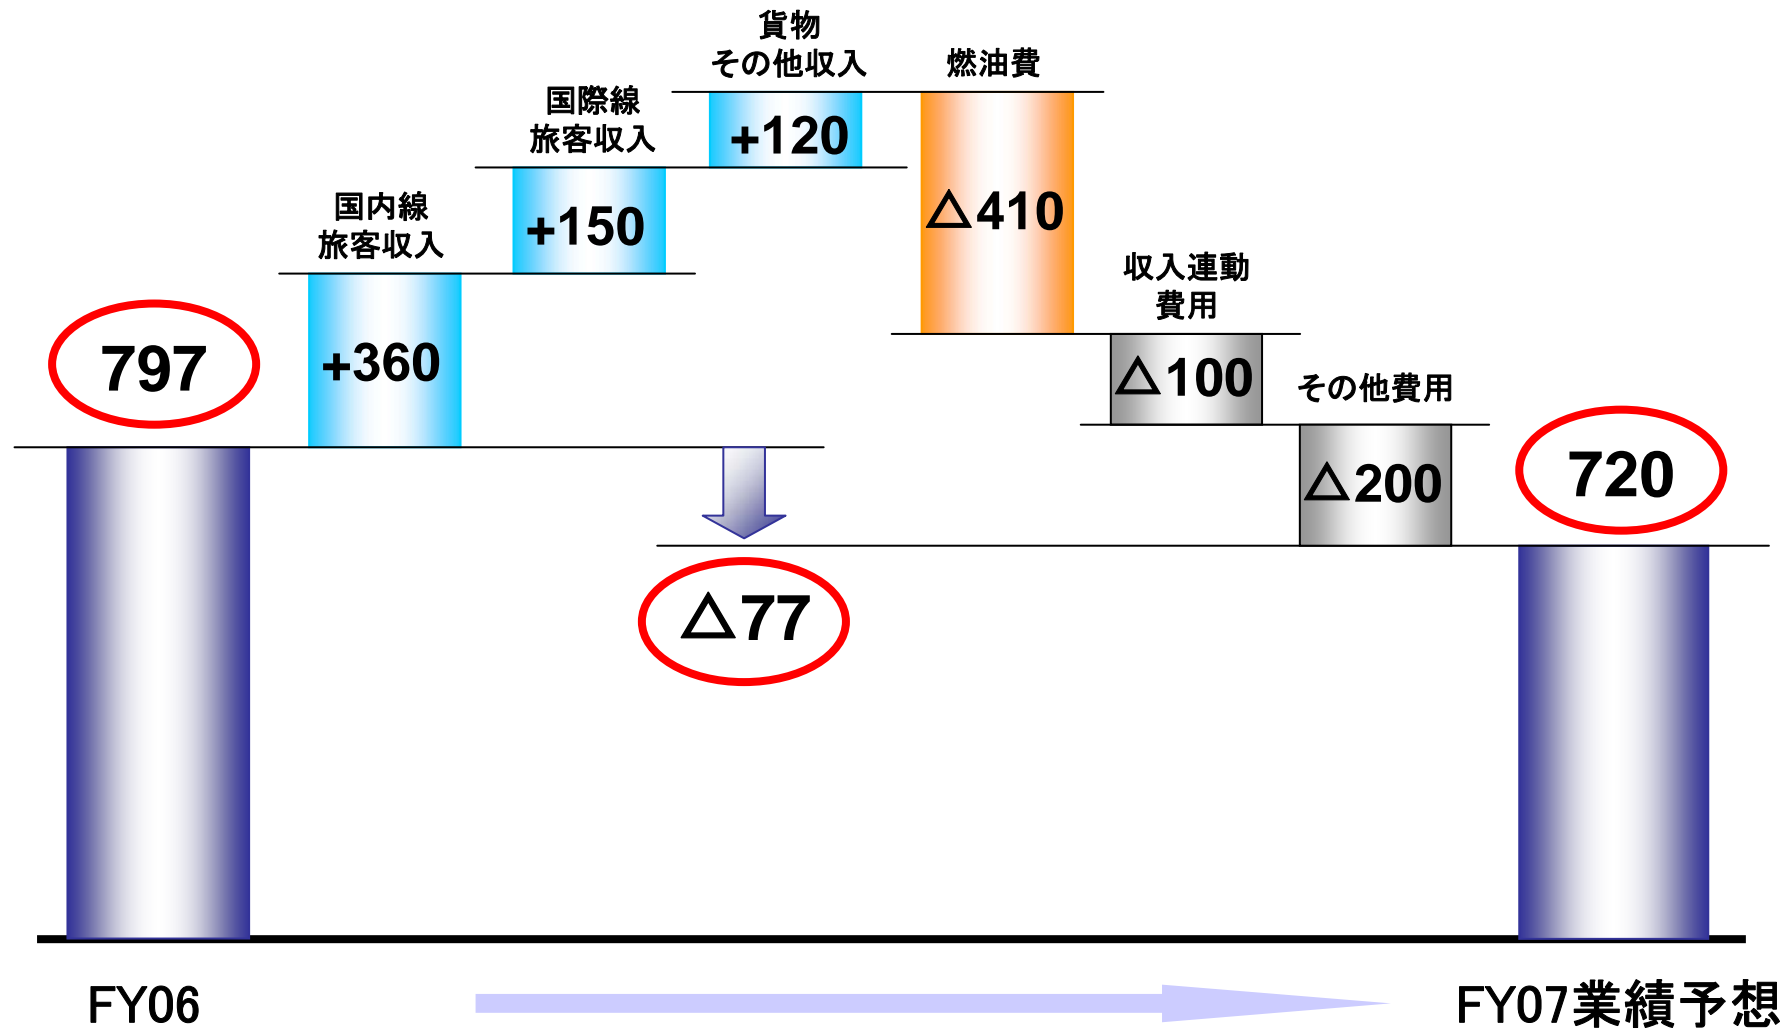 貨物
その他収入
燃油費
国際線
旅客収入
+120
国内線
旅客収入
+150
△410
収入連動
費用
797
+360
△100
その他費用
△200
720
△77
FY06
FY07業績予想